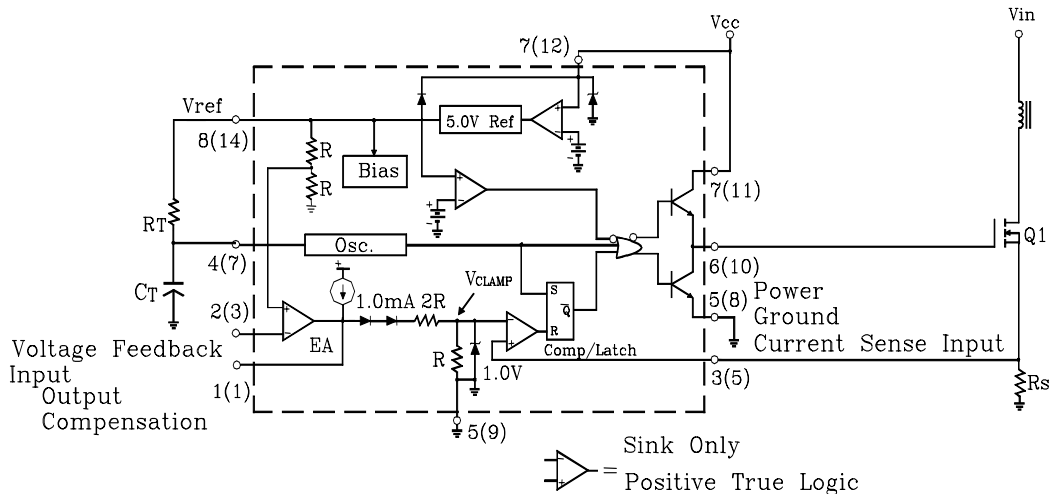 Vcc
Vin
7(12)
Vref
8(14)
5.0V Ref
+
−
+
−
R
R
Bias
7(11)
RT
+
−
+
−
Osc.
Q1
4(7)
6(10)
CT
+
1.0mA
2R
VCLAMP
S
Q̅
R
5(8)
Power
Ground
Current Sense Input
2(3)
+
−
EA
−
+
Comp/Latch
R
1.0V
3(5)
Rs
Voltage Feedback
Input
1(1)
Output
Compensation
5(9)
−
+
=
Sink Only
Positive True Logic